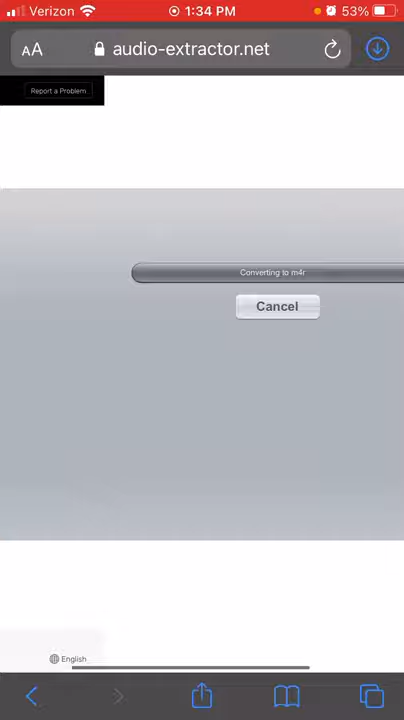 Verizon 1:34 PM 53%
AA audio-extractor.net
Report a Problem
Converting to m4r
Cancel
English